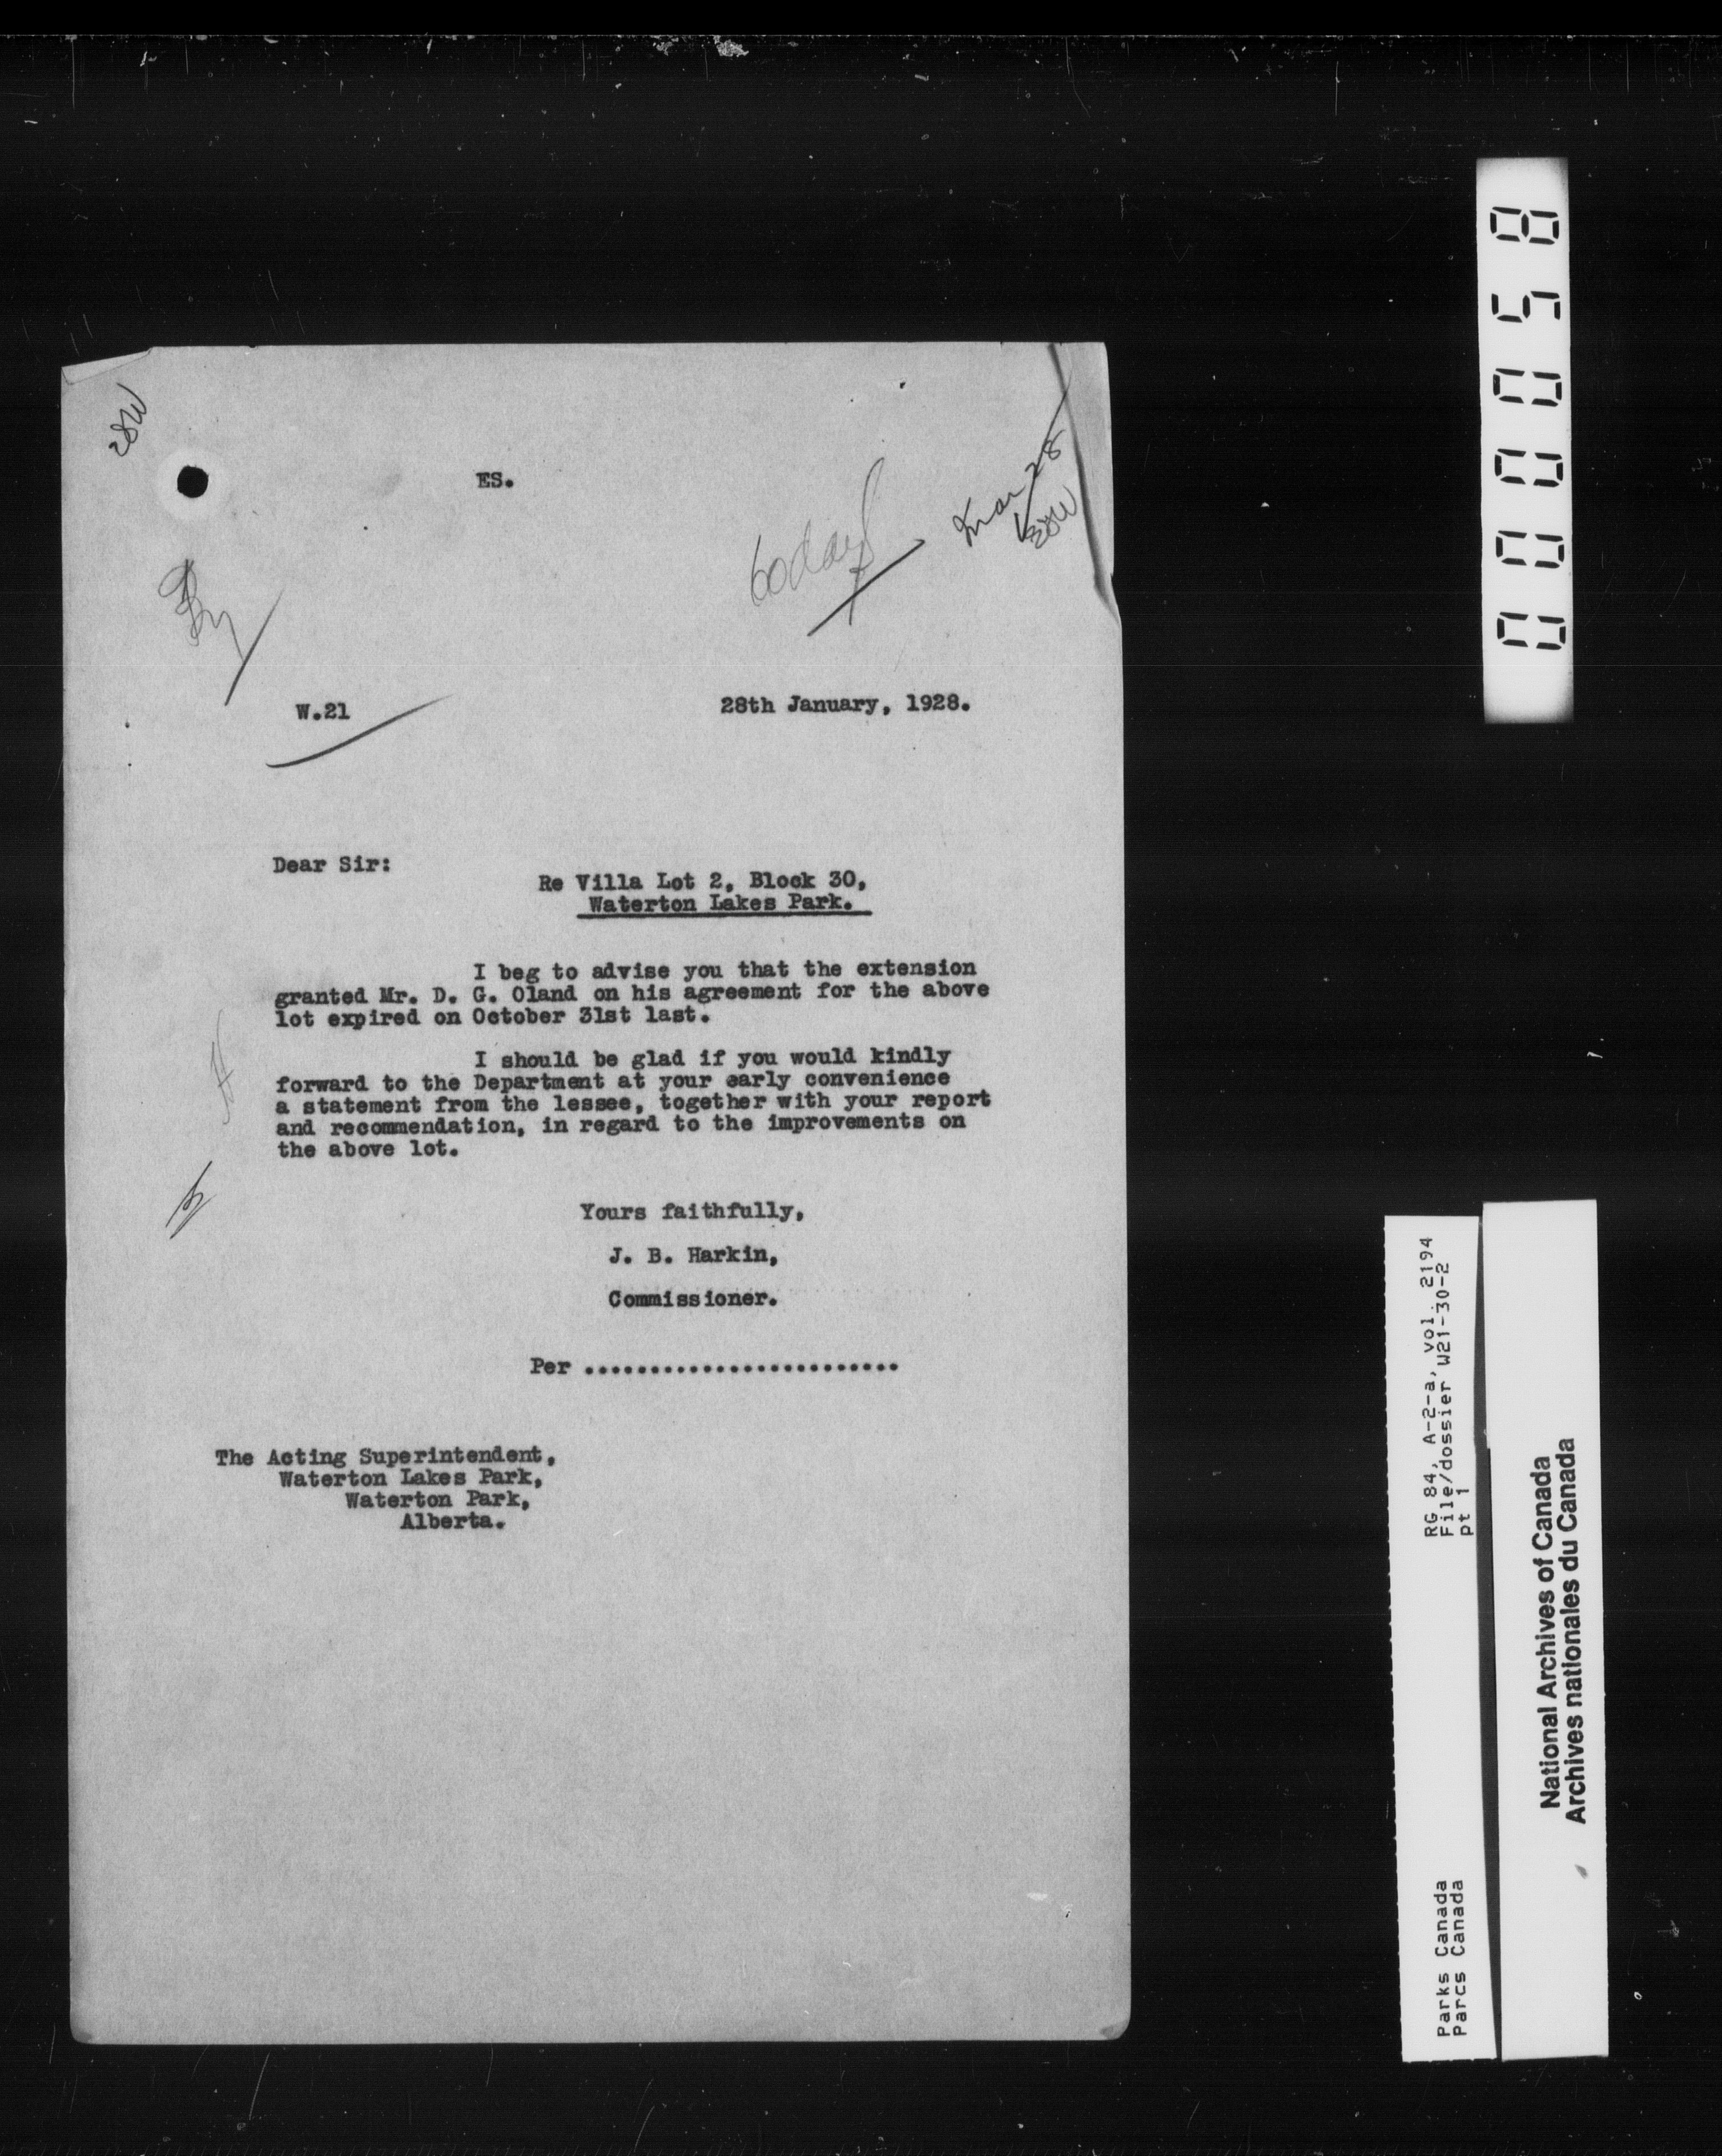 28W
ES.
60 days
Mar 28
28W
W.21
28th January, 1928.
Dear Sir:
Re Villa Lot 2, Block 30,
Waterton Lakes Park.
I beg to advise you that the extension
granted Mr. D. G. Oland on his agreement for the above
lot expired on October 31st last.
I should be glad if you would kindly
forward to the Department at your early convenience
a statement from the lessee, together with your report
and recommendation, in regard to the improvements on
the above lot.
Yours faithfully,
J. B. Harkin,
Commissioner.
Per ........................
The Acting Superintendent,
Waterton Lakes Park,
Waterton Park,
Alberta.
000058
RG 84, A-2-a, vol. 2194
File/dossier W21-30-2
pt 1
Parks Canada
Parcs Canada
National Archives of Canada
Archives nationales du Canada